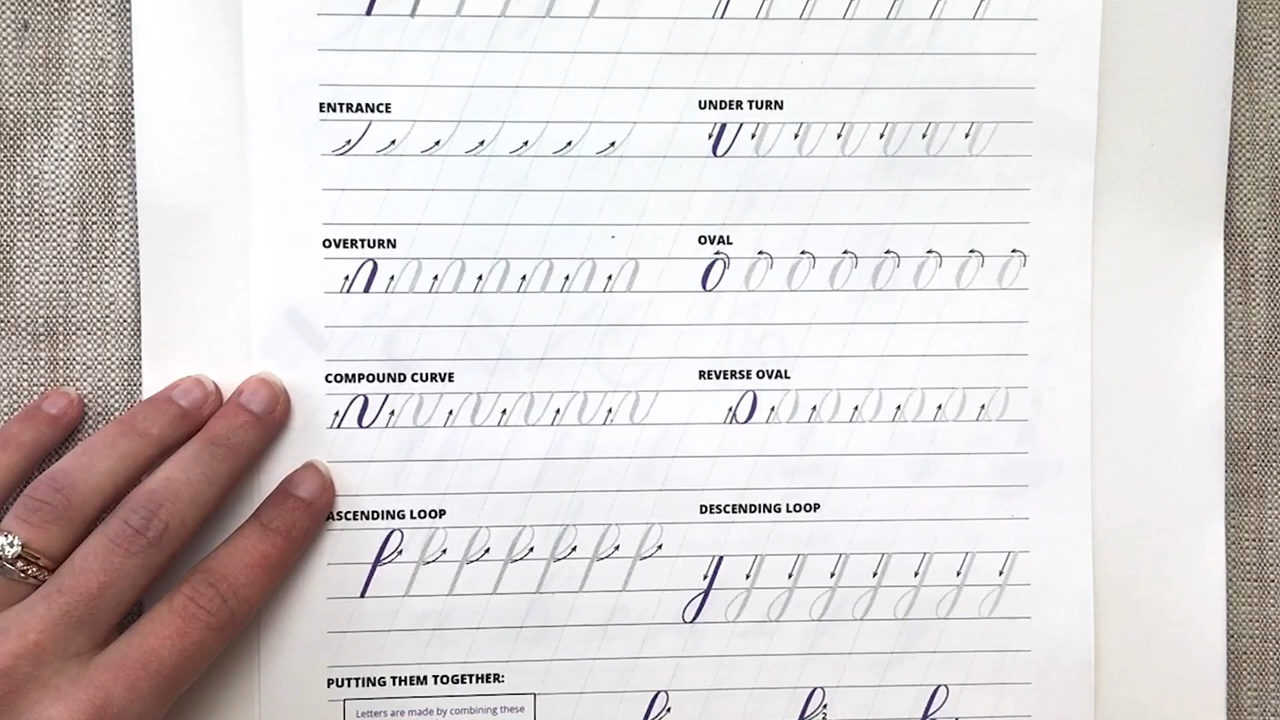 ENTRANCE
UNDER TURN
OVERTURN
OVAL
COMPOUND CURVE
REVERSE OVAL
ASCENDING LOOP
DESCENDING LOOP
PUTTING THEM TOGETHER:
Letters are made by combining these